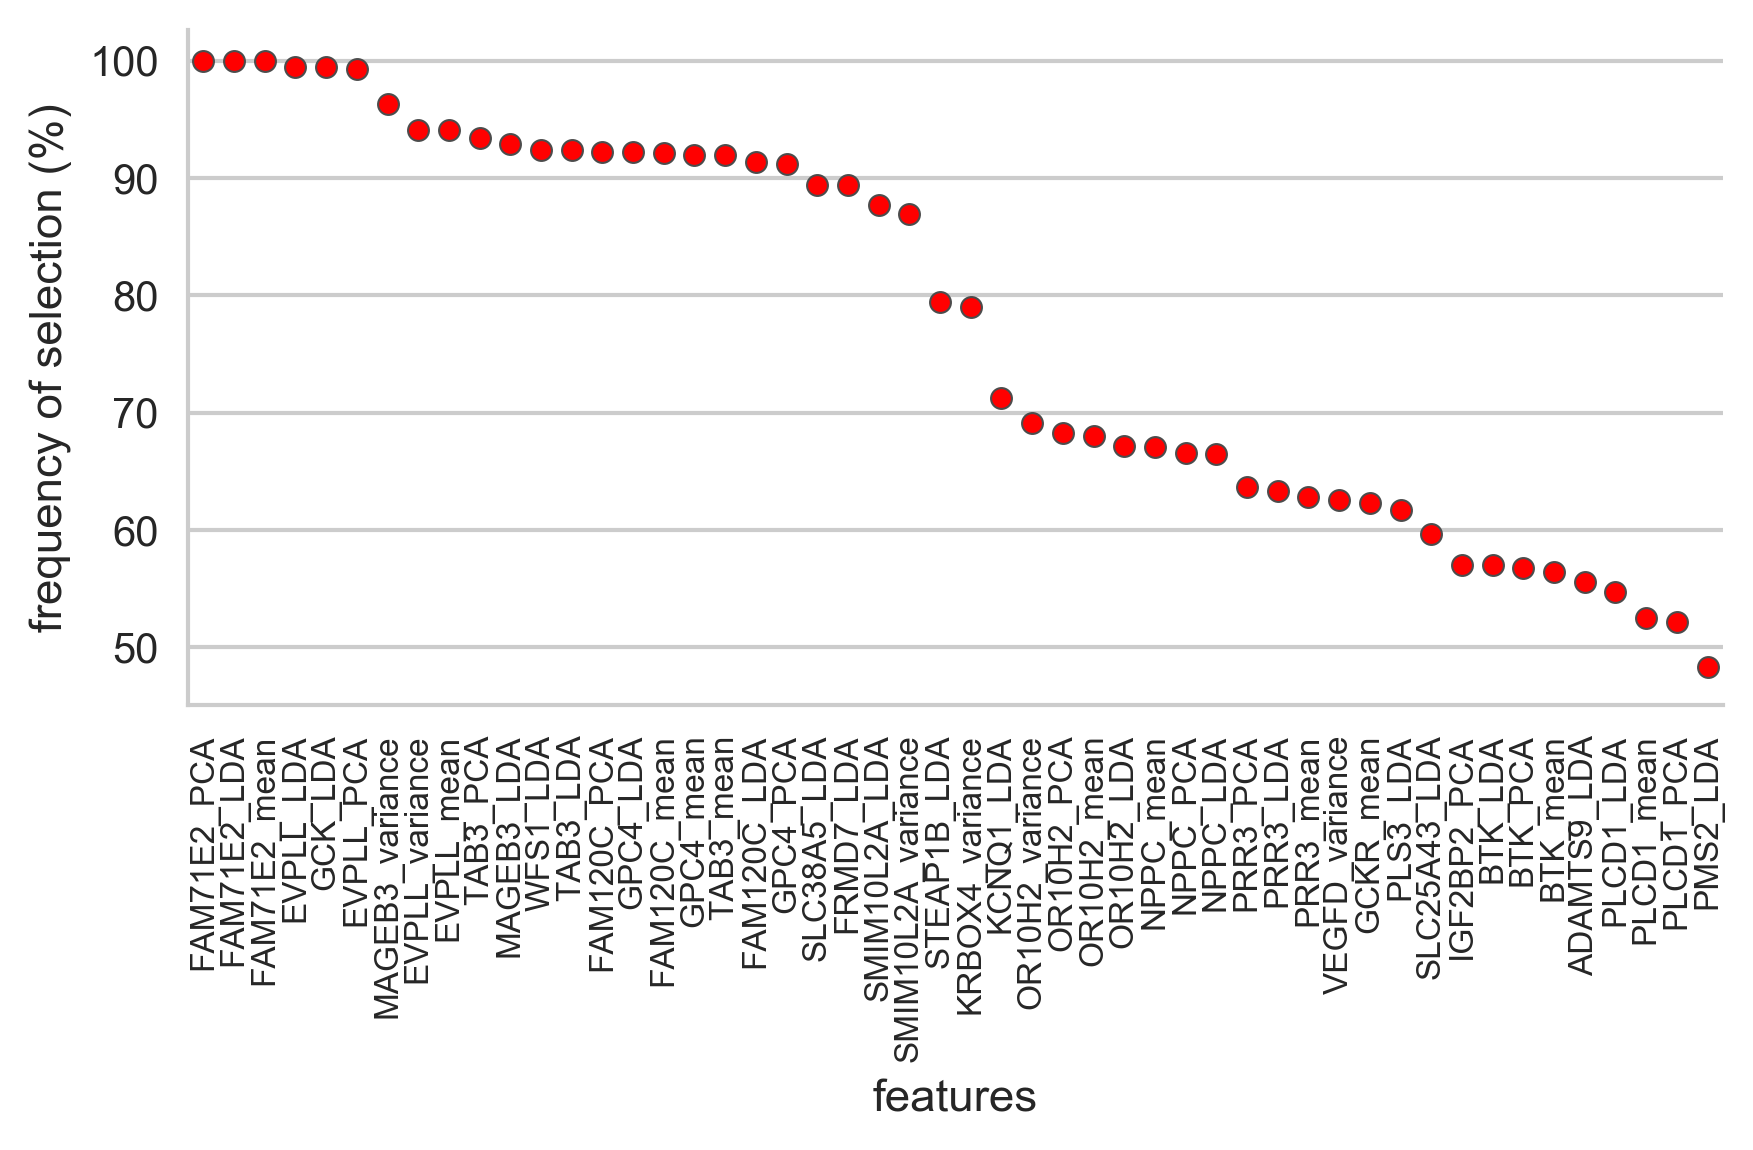 100
90
80
70
60
50
frequency of selection (%)
FAM71E2_PCA
FAM71E2_LDA
FAM71E2_mean
EVPLL_LDA
GCK_LDA
EVPLL_PCA
MAGEB3_variance
EVPLL_variance
EVPLL_mean
TAB3_PCA
MAGEB3_LDA
WFS1_LDA
TAB3_LDA
FAM120C_PCA
GPC4_LDA
FAM120C_mean
GPC4_mean
TAB3_mean
FAM120C_LDA
GPC4_PCA
SLC38A5_LDA
FRMD7_LDA
SMIM10L2A_LDA
SMIM10L2A_variance
STEAP1B_LDA
KRBOX4_variance
KCNQ1_LDA
OR10H2_variance
OR10H2_PCA
OR10H2_mean
OR10H2_LDA
NPPC_mean
NPPC_PCA
NPPC_LDA
PRR3_PCA
PRR3_LDA
PRR3_mean
VEGFD_variance
GCKR_mean
PLS3_LDA
SLC25A43_LDA
IGF2BP2_PCA
BTK_LDA
BTK_PCA
BTK_mean
ADAMTS9_LDA
PLCD1_LDA
PLCD1_mean
PLCD1_PCA
PMS2_LDA
features